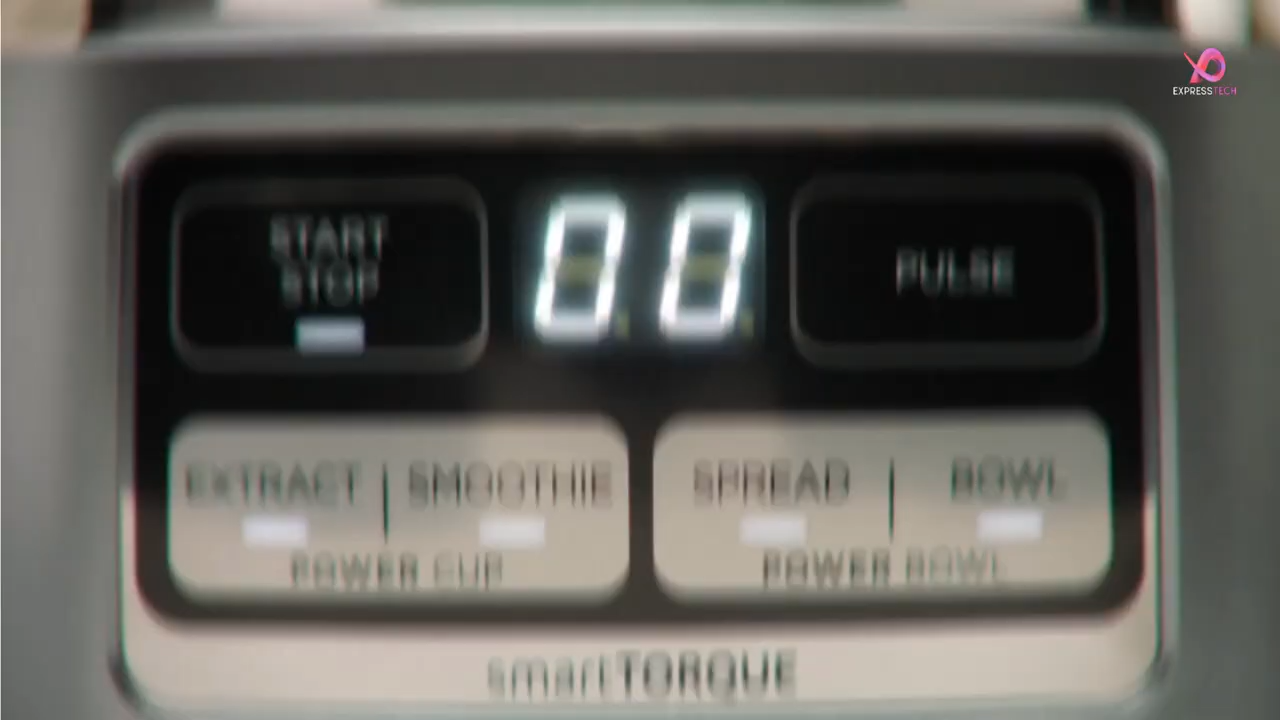 EXPRESSTECH
START
STOP
00
PULSE
EXTRACT | SMOOTHIE
POWER CUP
SPREAD | BOWL
POWER BOWL
smartTORQUE